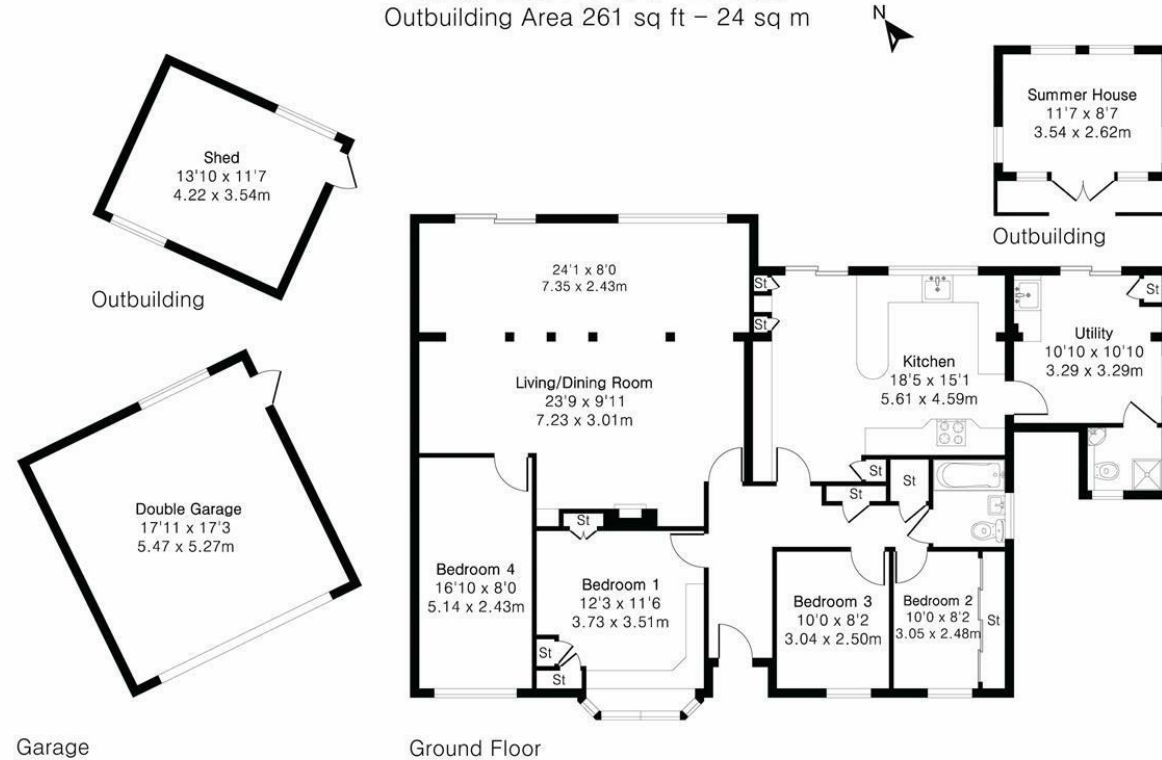 Outbuilding Area 261 sq ft – 24 sq m
N
Shed
13'10 x 11'7
4.22 x 3.54m
Outbuilding
Summer House
11'7 x 8'7
3.54 x 2.62m
Outbuilding
24'1 x 8'0
7.35 x 2.43m
St
St
St
Utility
10'10 x 10'10
3.29 x 3.29m
Kitchen
18'5 x 15'1
5.61 x 4.59m
Living/Dining Room
23'9 x 9'11
7.23 x 3.01m
St
St
St
St
Double Garage
17'11 x 17'3
5.47 x 5.27m
Bedroom 4
16'10 x 8'0
5.14 x 2.43m
Bedroom 1
12'3 x 11'6
3.73 x 3.51m
Bedroom 3
10'0 x 8'2
3.04 x 2.50m
Bedroom 2
10'0 x 8'2
3.05 x 2.48m
St
St
St
Garage
Ground Floor